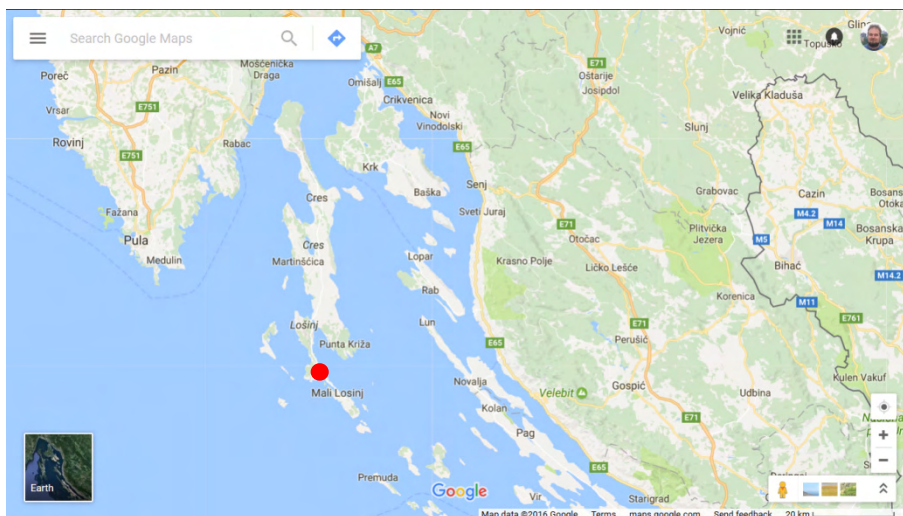 Search Google Maps
Vojnić
Glin
Topusko
A7
E71
Mošćenička
Draga
Pazin
Poreč
Omišalj
E65
Oštarije
Josipdol
Crikvenica
Velika Kladuša
Vrsar
E751
Novi
Vinodolski
Slunj
Rovinj
Rabac
E751
E65
Krk
Senj
Baška
Grabovac
Cazin
Bosans
Otoka
Cres
Fažana
Sveti Juraj
E71
Plitvička
Jezera
M4.2
M14
Bosanska
Krupa
Pula
Cres
Otočac
M5
Medulin
Martinšćica
Lopar
Krasno Polje
Ličko Lešće
Bihać
M14.2
Rab
Korenica
M11
Lošinj
Lun
E71
E761
Punta Križa
E65
Perušić
Mali Losinj
Novalja
Velebit
Gospić
Udbina
Kulen Vakuf
Kolan
E71
Pag
Earth
Premuda
E65
Google
Vir
Starigrad
Map data ©2016 Google
Terms
maps.google.com
Send feedback
20 km